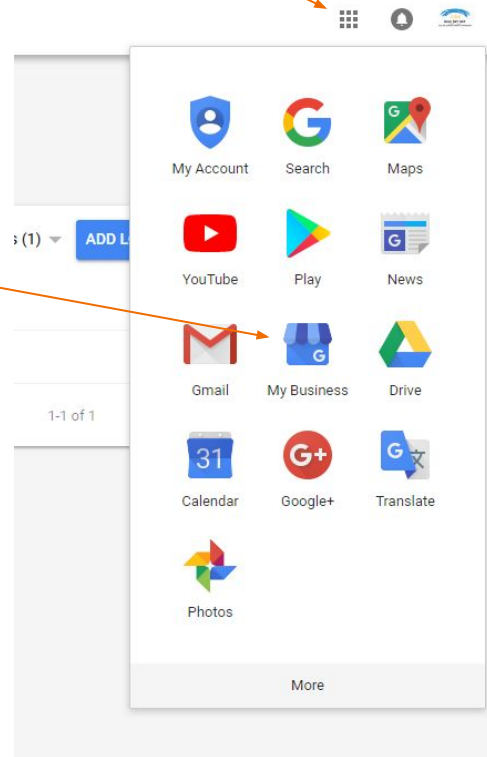 My Account Search Maps
s (1) ADD L
YouTube Play News
Gmail My Business Drive
1-1 of 1
31
Calendar Google+ Translate
Photos
More